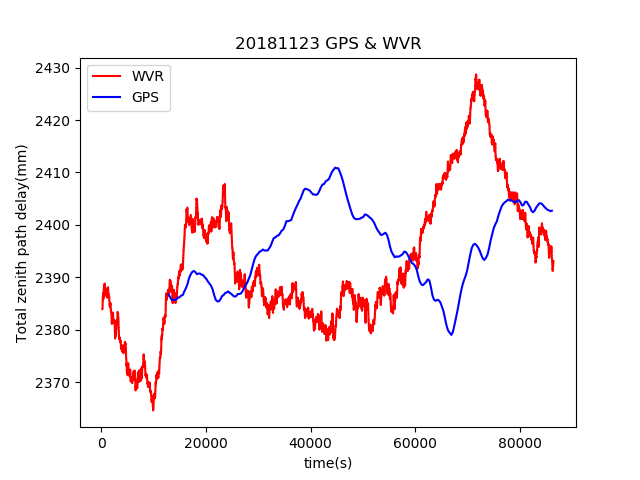 20181123 GPS & WVR
WVR
GPS
Total zenith path delay(mm)
2430
2420
2410
2400
2390
2380
2370
0
20000
40000
60000
80000
time(s)